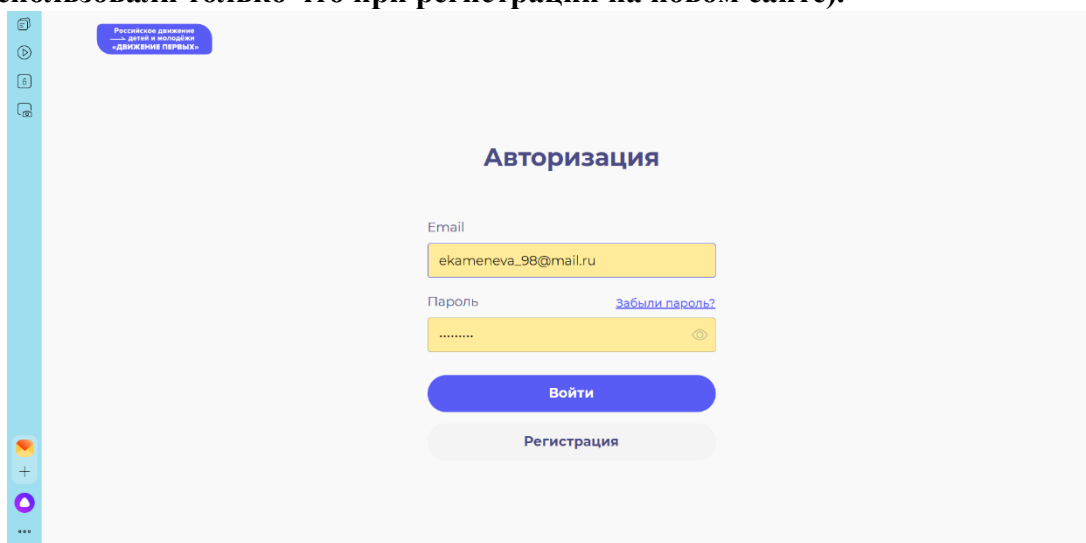 спользовали только что при регистрации на новом сайте).
Российское движение
детей и молодёжи
«ДВИЖЕНИЕ ПЕРВЫХ»
Авторизация
Email
ekameneva_98@mail.ru
Пароль
Забыли пароль?
•••••••••
Войти
Регистрация